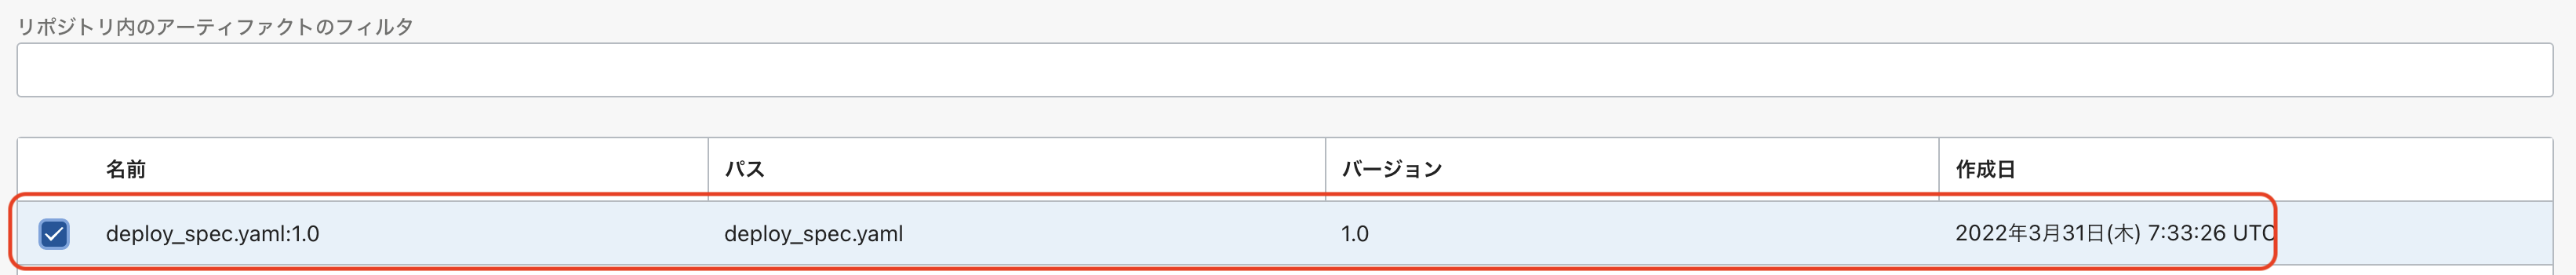 リポジトリ内のアーティファクトのフィルタ
名前 パス バージョン 作成日
deploy_spec.yaml:1.0 deploy_spec.yaml 1.0 2022年3月31日(木) 7:33:26 UTC